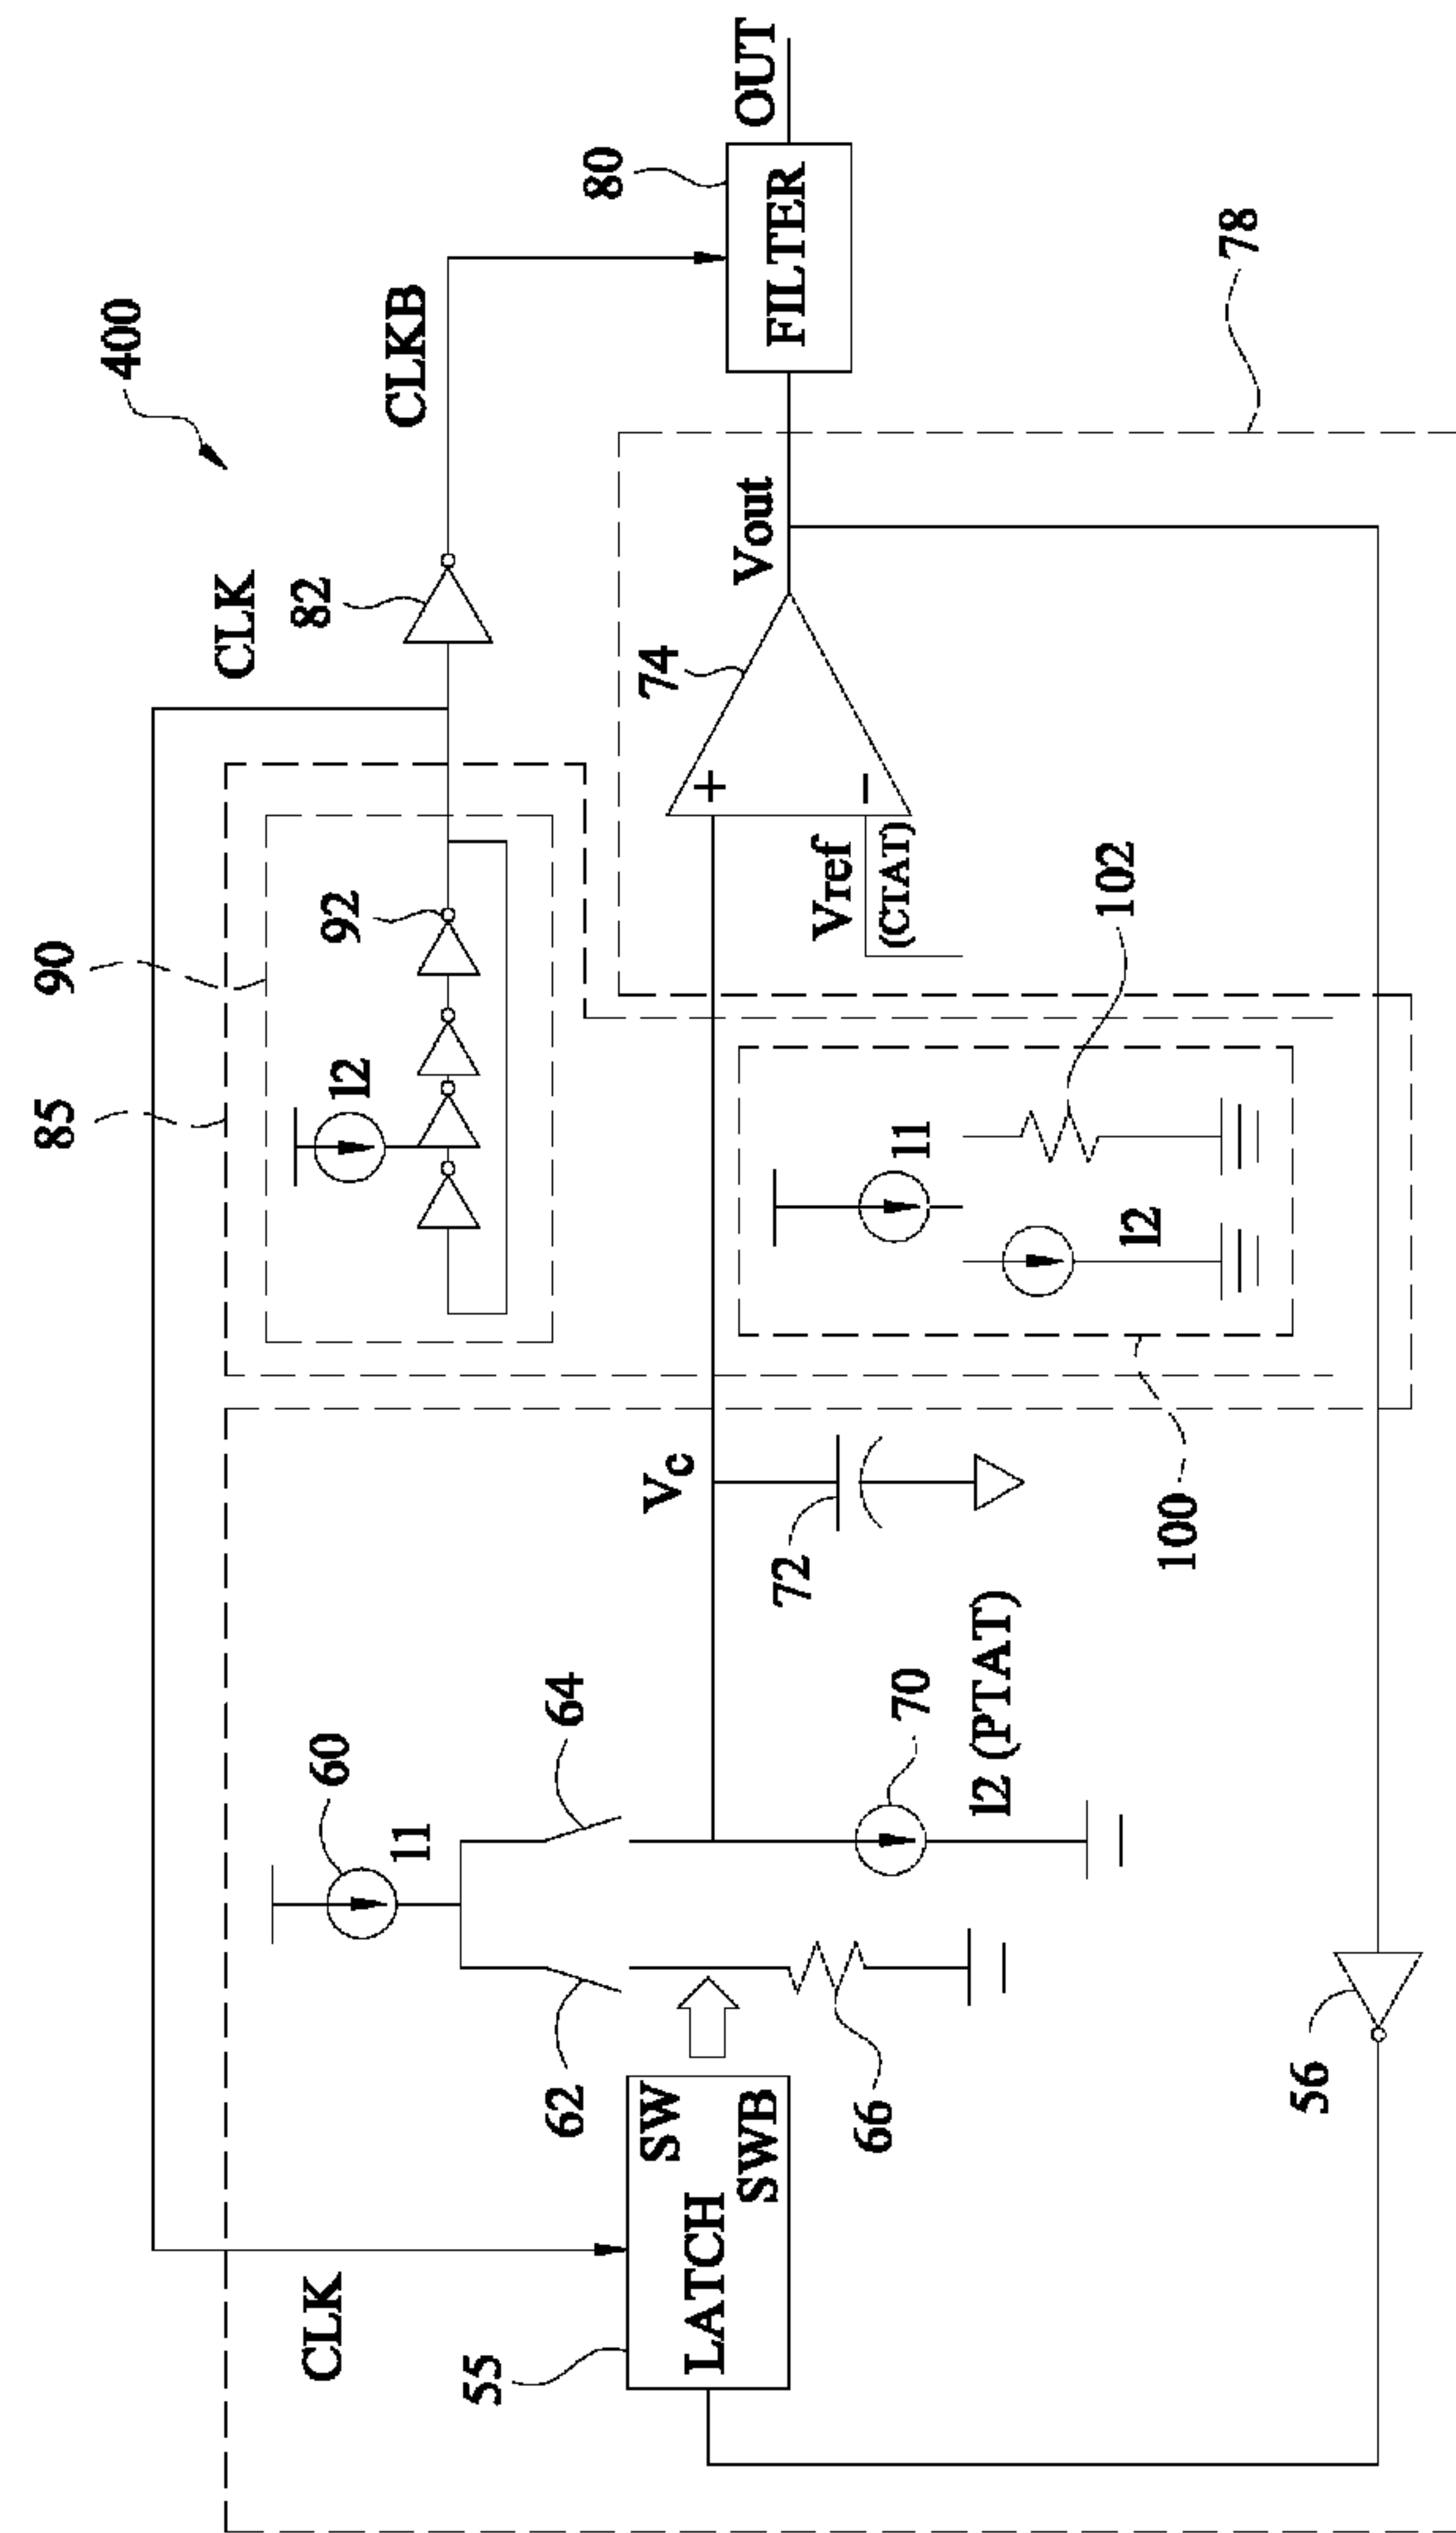 400
85
90
CLK
I2
92
82
CLKB
CLK
60
I1
62
64
Vc
74
Vout
80
FILTER
OUT
55
LATCH
SW
SWB
66
70
I2 (PTAT)
72
Vref
(CTAT)
I1
I2
102
100
78
56